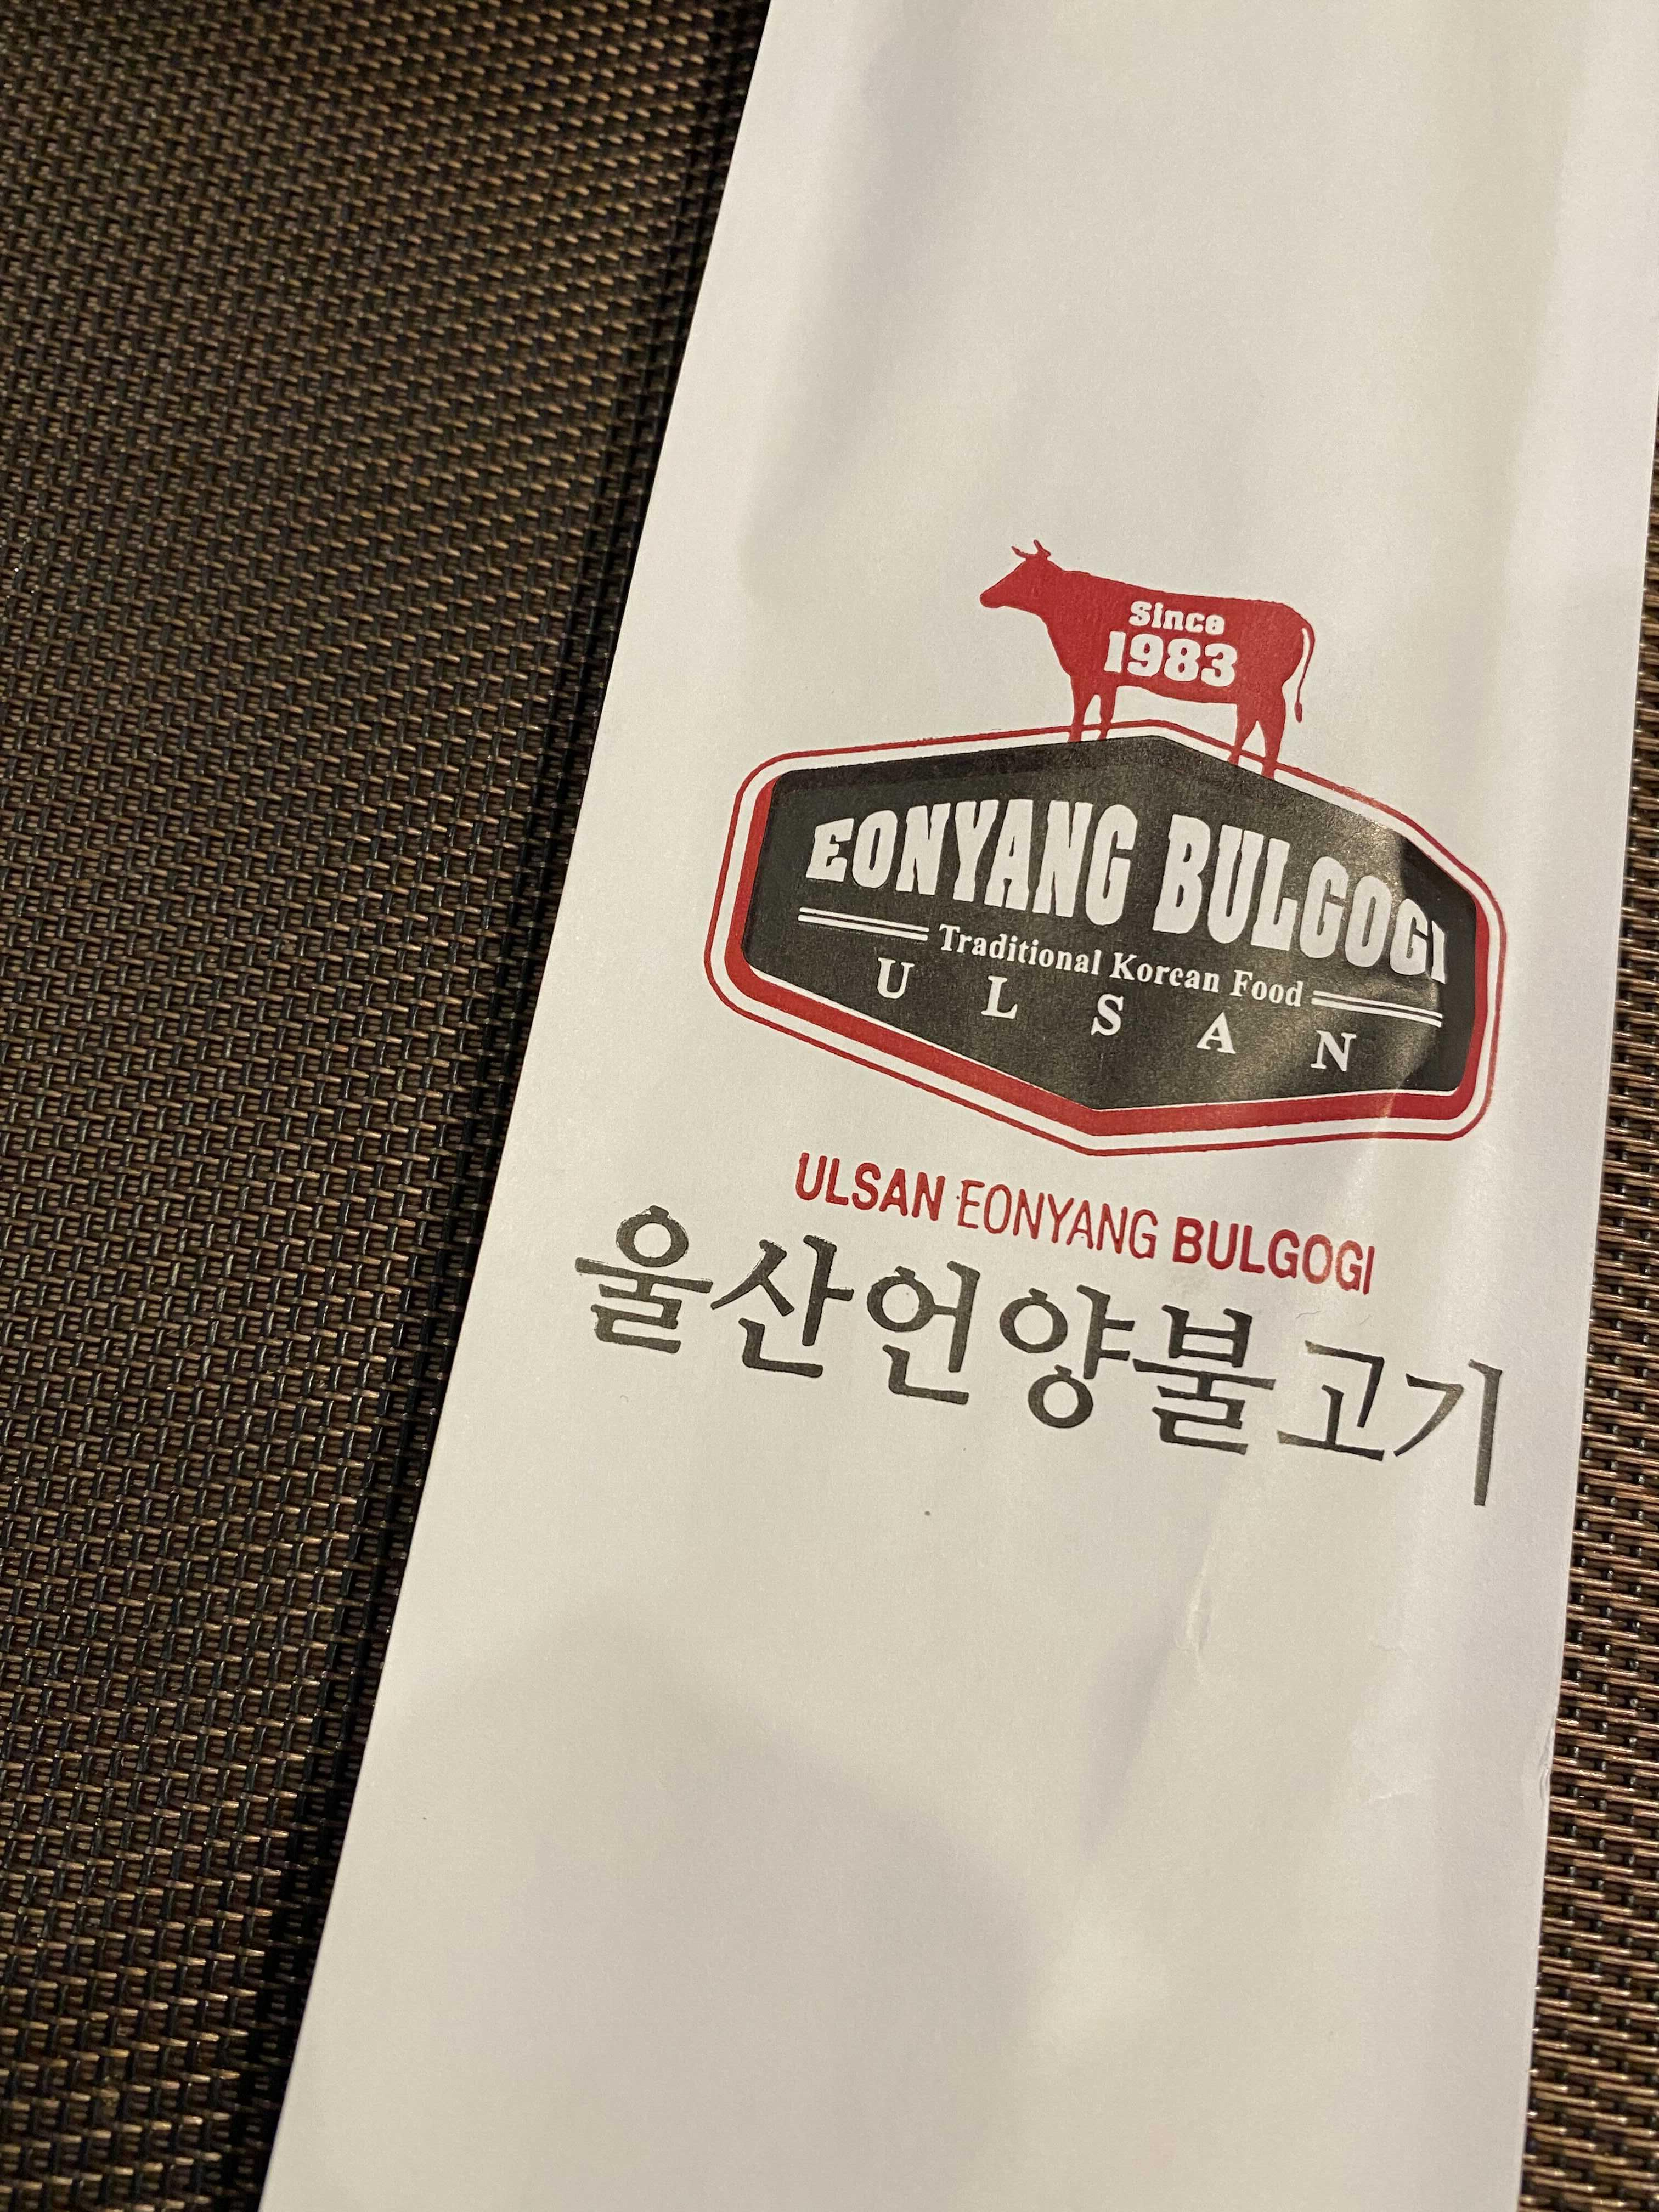 Since
1983
EONYANG BULGOGI
Traditional Korean Food
ULSAN
ULSAN EONYANG BULGOGI
울산언양불고기